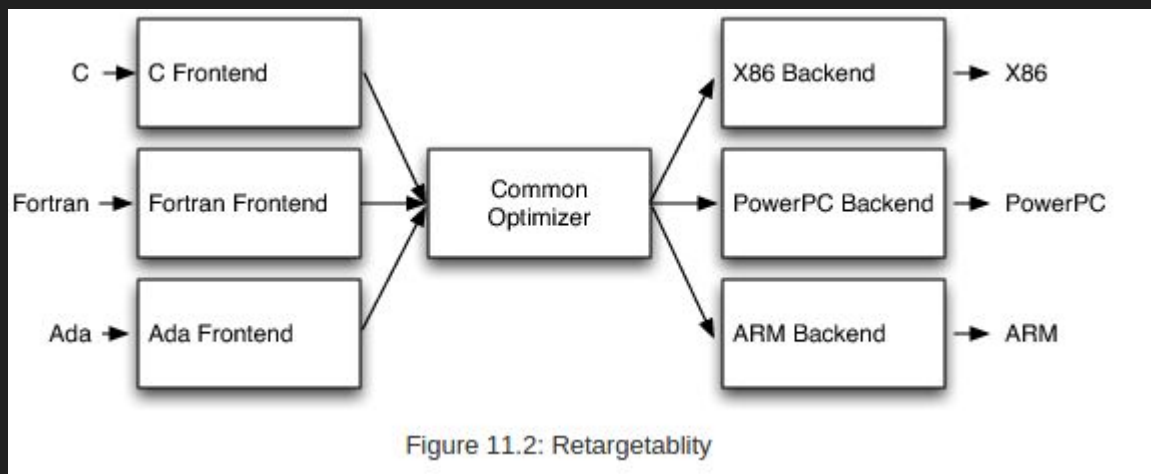 C
C Frontend
X86 Backend
X86
Fortran
Fortran Frontend
Common
Optimizer
PowerPC Backend
PowerPC
Ada
Ada Frontend
ARM Backend
ARM
Figure 11.2: Retargetablity